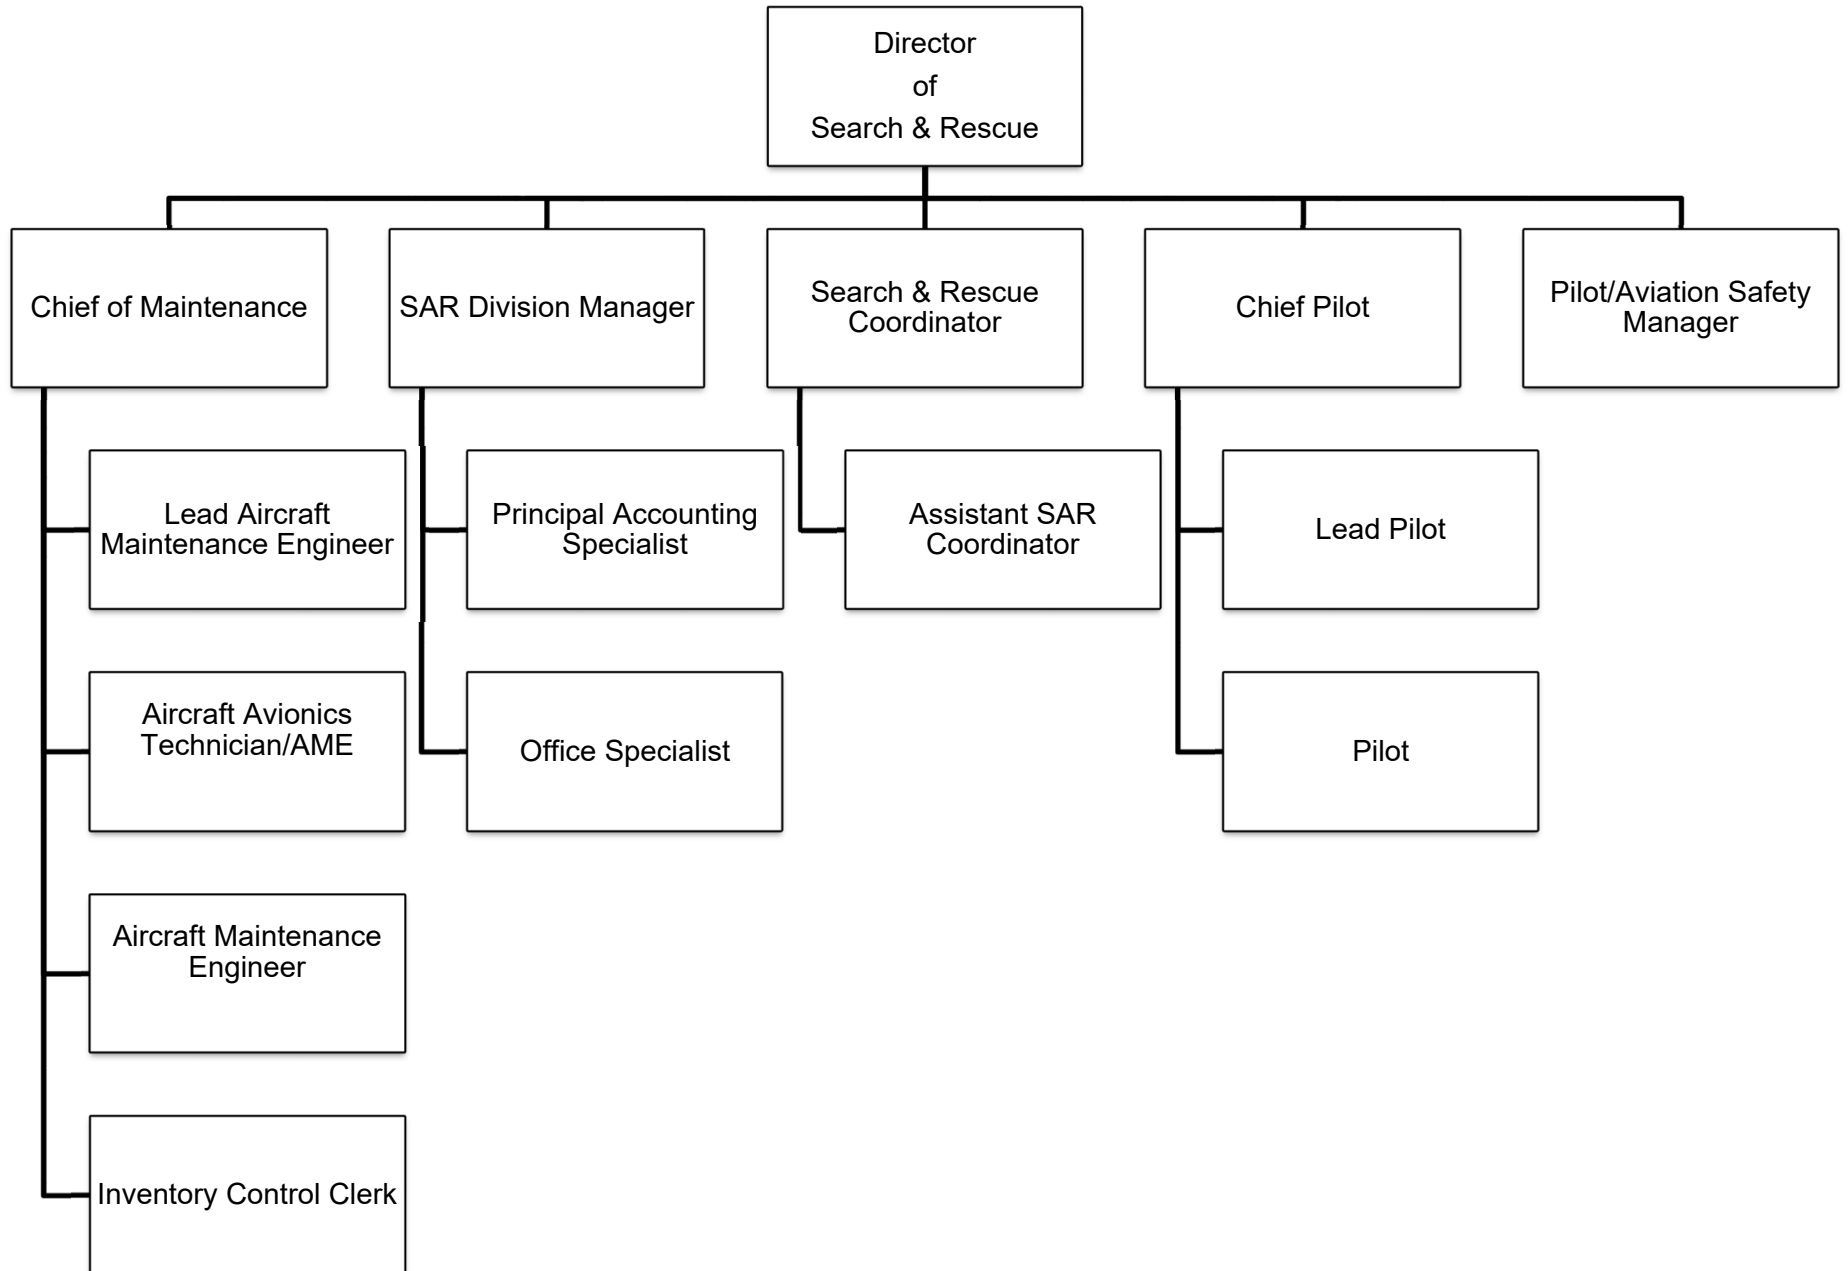 Director
of
Search & Rescue
Chief of Maintenance
SAR Division Manager
Search & Rescue
Coordinator
Chief Pilot
Pilot/Aviation Safety
Manager
Lead Aircraft
Maintenance Engineer
Principal Accounting
Specialist
Assistant SAR
Coordinator
Lead Pilot
Aircraft Avionics
Technician/AME
Office Specialist
Pilot
Aircraft Maintenance
Engineer
Inventory Control Clerk